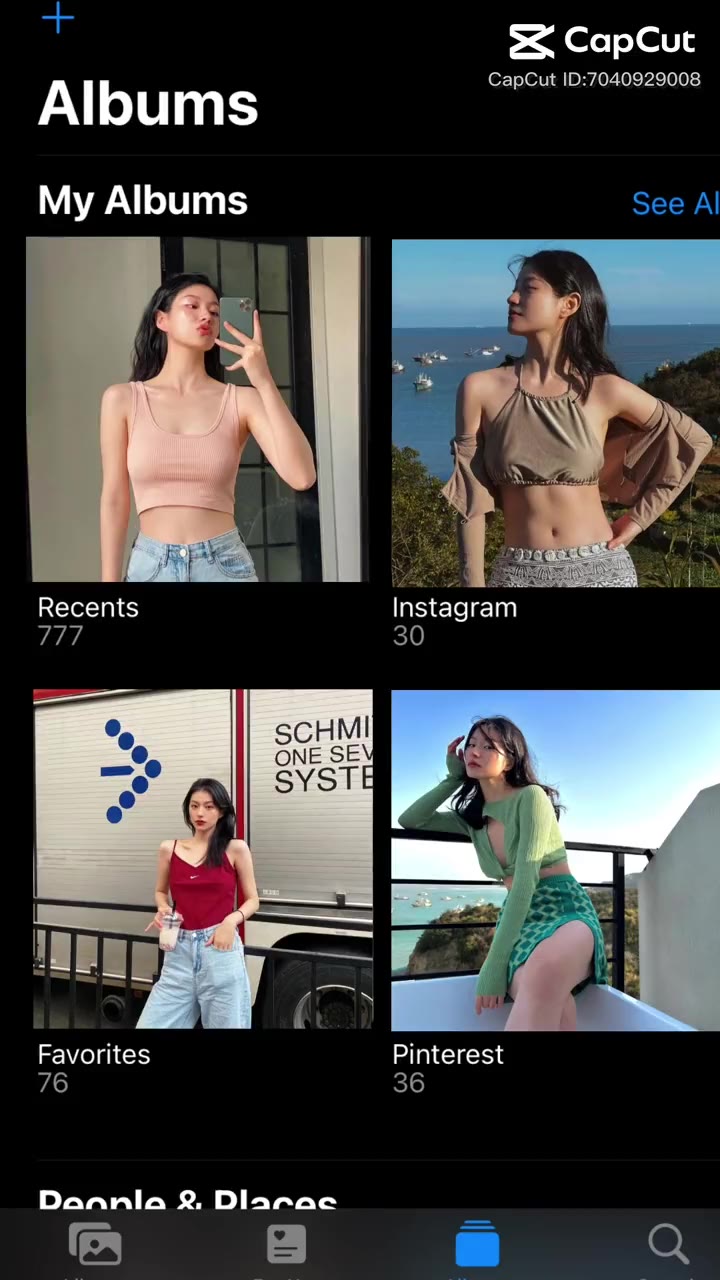 CapCut
CapCut ID:7040929008
Albums
My Albums
See Al
Recents
777
Instagram
30
SCHMI
ONE SEV
SYSTE
Favorites
76
Pinterest
36
People & Places